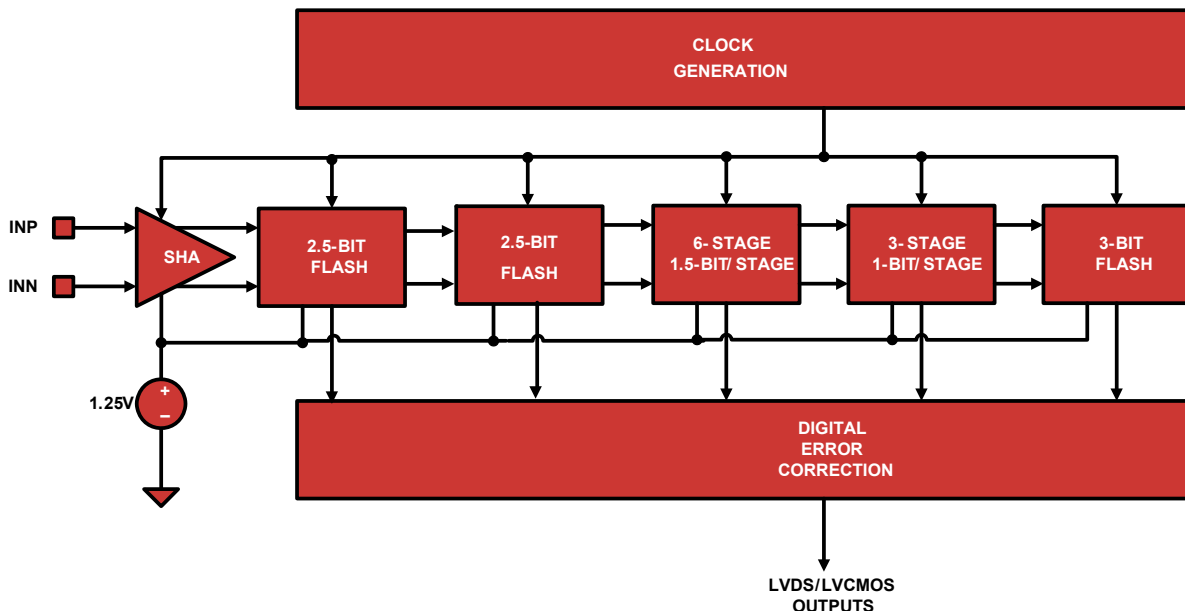 CLOCK
GENERATION
INP
INN
SHA
2.5-BIT
FLASH
2.5-BIT
FLASH
6- STAGE
1.5-BIT/ STAGE
3- STAGE
1-BIT/ STAGE
3-BIT
FLASH
1.25V
+
–
DIGITAL
ERROR
CORRECTION
LVDS/LVCMOS
OUTPUTS